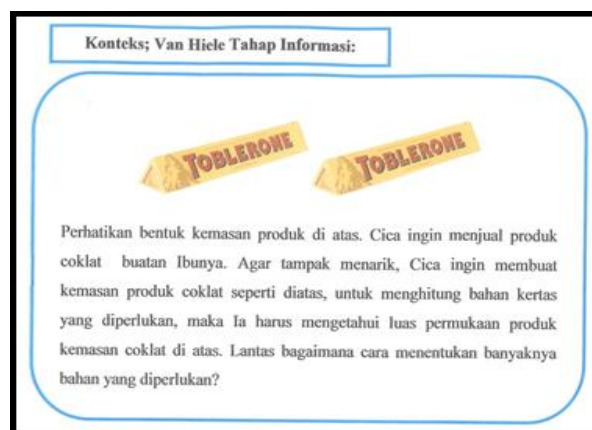 Konteks; Van Hiele Tahap Informasi:
TOBLERONE
TOBLERONE
Perhatikan bentuk kemasan produk di atas. Cica ingin menjual produk
coklat buatan Ibunya. Agar tampak menarik, Cica ingin membuat
kemasan produk coklat seperti diatas, untuk menghitung bahan kertas
yang diperlukan, maka Ia harus mengetahui luas permukaan produk
kemasan coklat di atas. Lantas bagaimana cara menentukan banyaknya
bahan yang diperlukan?